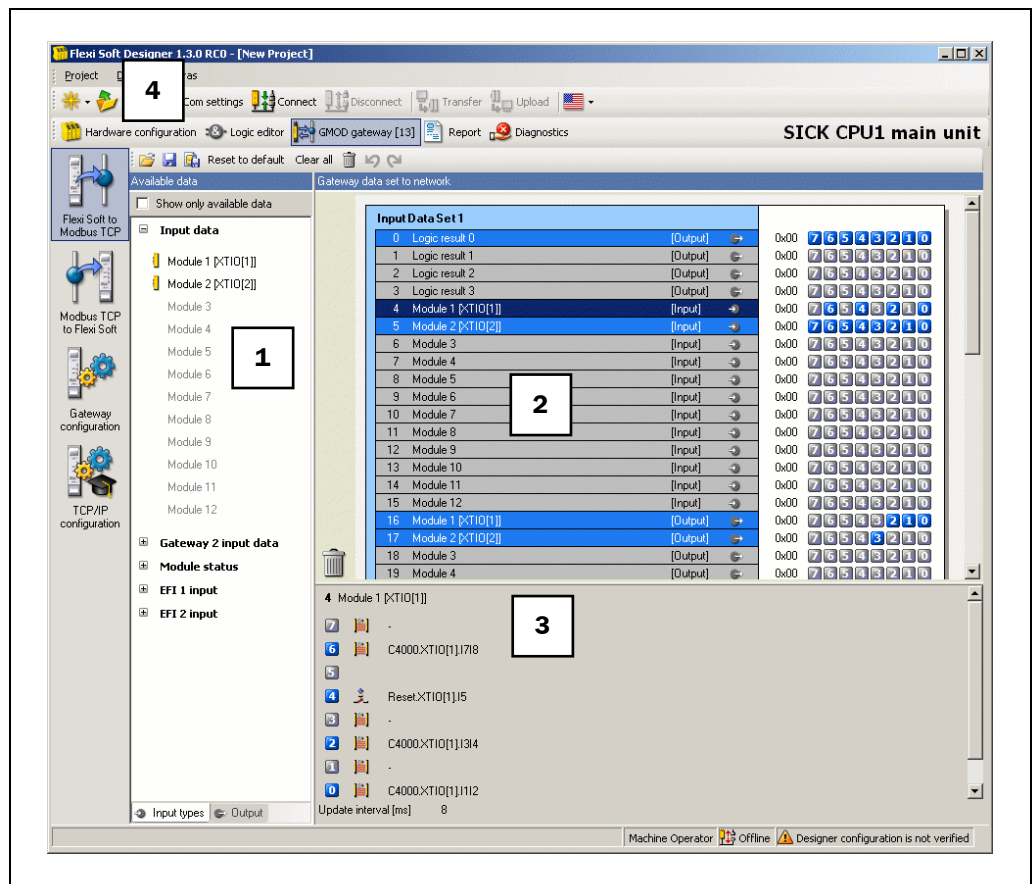 Flexi Soft Designer 1.3.0 RC0 - [New Project]
Project
4
Com settings Connect Disconnect Transfer Upload
Hardware configuration Logic editor GMOD gateway [13] Report Diagnostics SICK CPU1 main unit
Reset to default Clear all
Flexi Soft to
Modbus TCP
Modbus TCP
to Flexi Soft
Gateway
configuration
TCP/IP
configuration
Available data
Show only available data
Input data
Module 1 [XTIO[1]]
Module 2 [XTIO[2]]
Module 3
Module 4
Module 5
Module 6
Module 7
Module 8
Module 9
Module 10
Module 11
Module 12
Gateway 2 input data
Module status
EFI 1 input
EFI 2 input
1
Input types Output
Gateway data set to network
Input Data Set 1
0 Logic result 0 [Output] 0x00 7 6 5 4 3 2 1 0
1 Logic result 1 [Output] 0x00 7 6 5 4 3 2 1 0
2 Logic result 2 [Output] 0x00 7 6 5 4 3 2 1 0
3 Logic result 3 [Output] 0x00 7 6 5 4 3 2 1 0
4 Module 1 [XTIO[1]] [Input] 0x00 7 6 5 4 3 2 1 0
5 Module 2 [XTIO[2]] [Input] 0x00 7 6 5 4 3 2 1 0
6 Module 3 [Input] 0x00 7 6 5 4 3 2 1 0
7 Module 4 [Input] 0x00 7 6 5 4 3 2 1 0
8 Module 5 [Input] 0x00 7 6 5 4 3 2 1 0
9 Module 6 [Input] 0x00 7 6 5 4 3 2 1 0
10 Module 7 [Input] 0x00 7 6 5 4 3 2 1 0
11 Module 8 [Input] 0x00 7 6 5 4 3 2 1 0
12 Module 9 [Input] 0x00 7 6 5 4 3 2 1 0
13 Module 10 [Input] 0x00 7 6 5 4 3 2 1 0
14 Module 11 [Input] 0x00 7 6 5 4 3 2 1 0
15 Module 12 [Input] 0x00 7 6 5 4 3 2 1 0
16 Module 1 [XTIO[1]] [Output] 0x00 7 6 5 4 3 2 1 0
17 Module 2 [XTIO[2]] [Output] 0x00 7 6 5 4 3 2 1 0
18 Module 3 [Output] 0x00 7 6 5 4 3 2 1 0
19 Module 4 [Output] 0x00 7 6 5 4 3 2 1 0
2
4 Module 1 [XTIO[1]]
3
7 -
6 C4000.XTIO[1].I7I8
5
4 Reset.XTIO[1].I5
3 -
2 C4000.XTIO[1].I3I4
1 -
0 C4000.XTIO[1].I1I2
Update interval [ms] 8
Machine Operator Offline Designer configuration is not verified